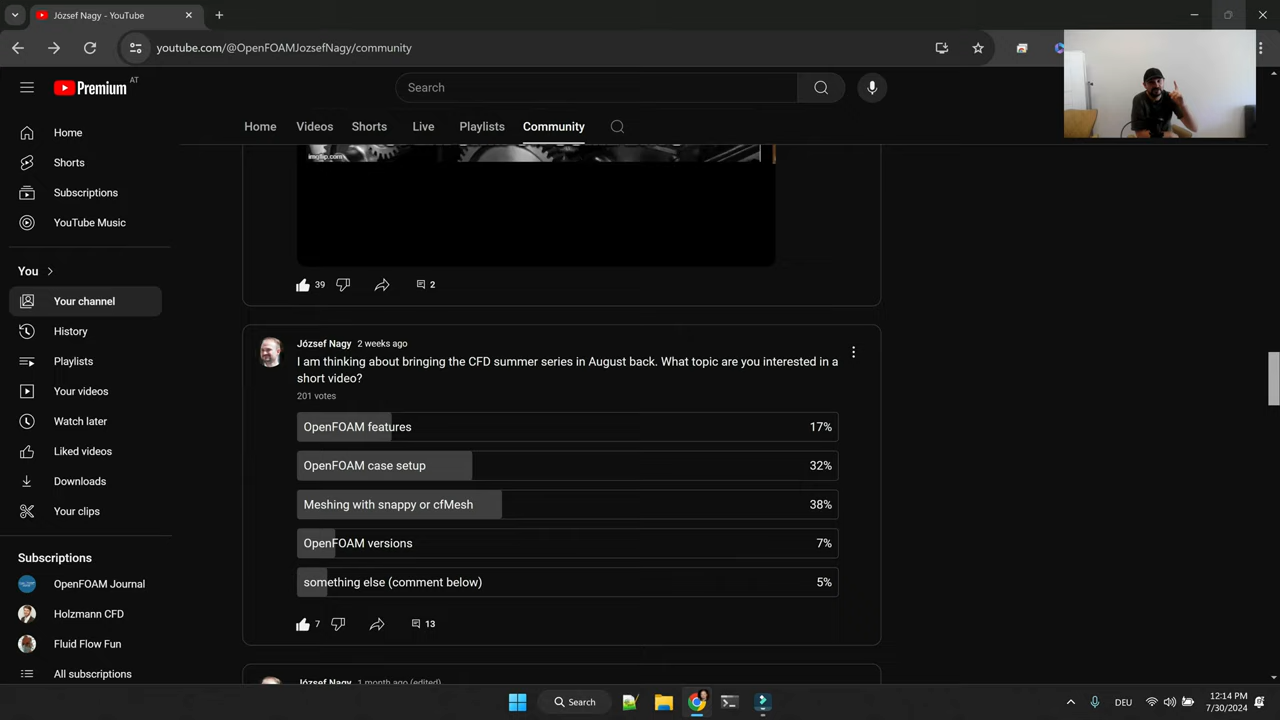 József Nagy - YouTube
youtube.com/@OpenFOAMJozsefNagy/community
Premium AT
Search
Home Videos Shorts Live Playlists Community
Home
Shorts
Subscriptions
YouTube Music
You
Your channel
History
Playlists
Your videos
Watch later
Liked videos
Downloads
Your clips
Subscriptions
OpenFOAM Journal
Holzmann CFD
Fluid Flow Fun
All subscriptions
imgflip.com
39 2
József Nagy 2 weeks ago
I am thinking about bringing the CFD summer series in August back. What topic are you interested in a
short video?
201 votes
OpenFOAM features 17%
OpenFOAM case setup 32%
Meshing with snappy or cfMesh 38%
OpenFOAM versions 7%
something else (comment below) 5%
7 13
József Nagy 1 month ago (edited)
Search
DEU
12:14 PM
7/30/2024